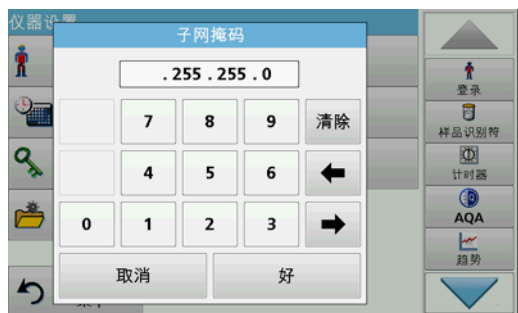 仪器设置
子网掩码
. 255 . 255 . 0
7 8 9 清除
4 5 6
0 1 2 3
取消 好
登录
样品识别符
计时器
AQA
趋势